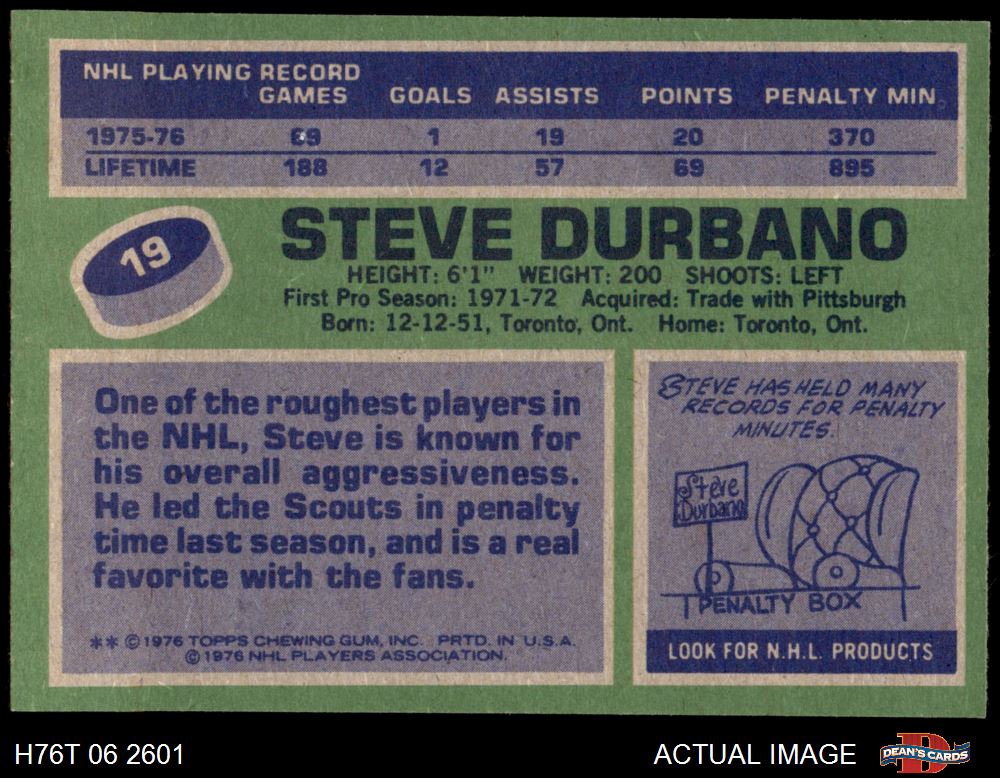 NHL PLAYING RECORD
GAMES GOALS ASSISTS POINTS PENALTY MIN.
1975-76 69 1 19 20 370
LIFETIME 188 12 57 69 895
19
STEVE DURBANO
HEIGHT: 6'1" WEIGHT: 200 SHOOTS: LEFT
First Pro Season: 1971-72 Acquired: Trade with Pittsburgh
Born: 12-12-51, Toronto, Ont. Home: Toronto, Ont.
One of the roughest players in
the NHL, Steve is known for
his overall aggressiveness.
He led the Scouts in penalty
time last season, and is a real
favorite with the fans.
** ©1976 TOPPS CHEWING GUM, INC. PRTD. IN U.S.A.
©1976 NHL PLAYERS ASSOCIATION.
STEVE HAS HELD MANY
RECORDS FOR PENALTY
MINUTES.
Steve
Durbano
PENALTY BOX
LOOK FOR N.H.L. PRODUCTS
H76T 06 2601 ACTUAL IMAGE D DEAN'S CARDS